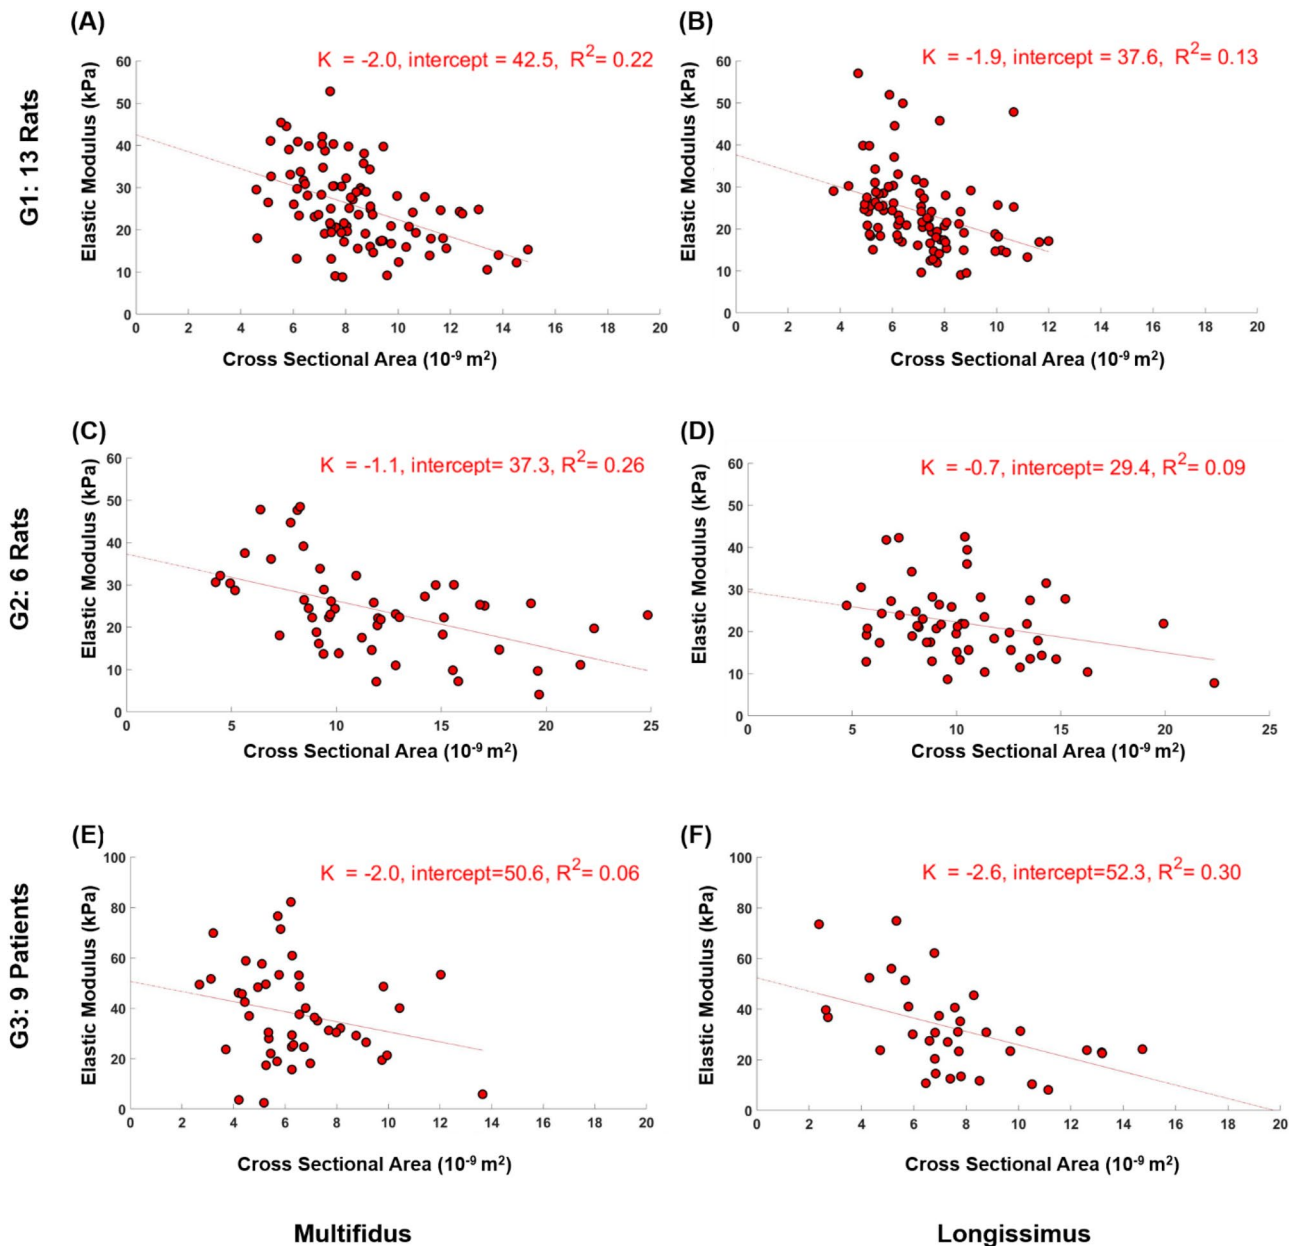 (A)
K = -2.0, intercept = 42.5, R²= 0.22
G1: 13 Rats
Elastic Modulus (kPa)
60
50
40
30
20
10
0
0 2 4 6 8 10 12 14 16 18 20
Cross Sectional Area (10⁻⁹ m²)
(B)
K = -1.9, intercept = 37.6, R²= 0.13
Elastic Modulus (kPa)
60
50
40
30
20
10
0
0 2 4 6 8 10 12 14 16 18 20
Cross Sectional Area (10⁻⁹ m²)
(C)
K = -1.1, intercept= 37.3, R²= 0.26
G2: 6 Rats
Elastic Modulus (kPa)
60
50
40
30
20
10
0
0 5 10 15 20 25
Cross Sectional Area (10⁻⁹ m²)
(D)
K = -0.7, intercept= 29.4, R²= 0.09
Elastic Modulus (kPa)
60
50
40
30
20
10
0
0 5 10 15 20 25
Cross Sectional Area (10⁻⁹ m²)
(E)
K = -2.0, intercept=50.6, R²= 0.06
G3: 9 Patients
Elastic Modulus (kPa)
100
80
60
40
20
0
0 2 4 6 8 10 12 14 16 18 20
Cross Sectional Area (10⁻⁹ m²)
(F)
K = -2.6, intercept=52.3, R²= 0.30
Elastic Modulus (kPa)
100
80
60
40
20
0
0 2 4 6 8 10 12 14 16 18 20
Cross Sectional Area (10⁻⁹ m²)
Multifidus
Longissimus